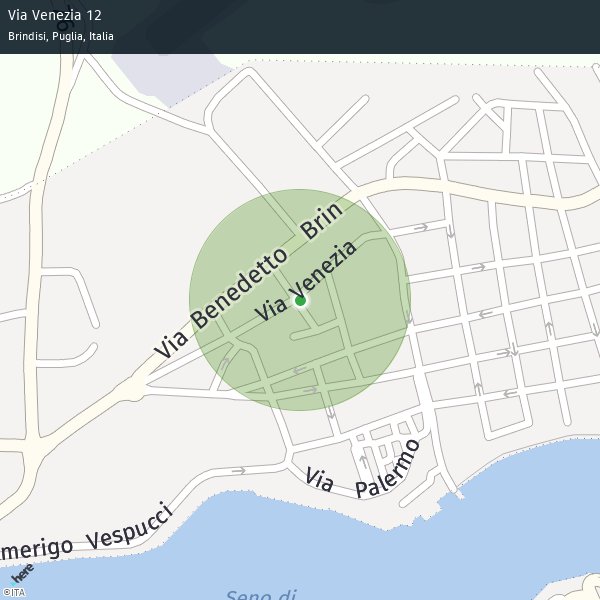 Via Venezia 12
Brindisi, Puglia, Italia
Via Benedetto Brin
Via Venezia
Via Palermo
merigo Vespucci
here
©ITA
Seno di